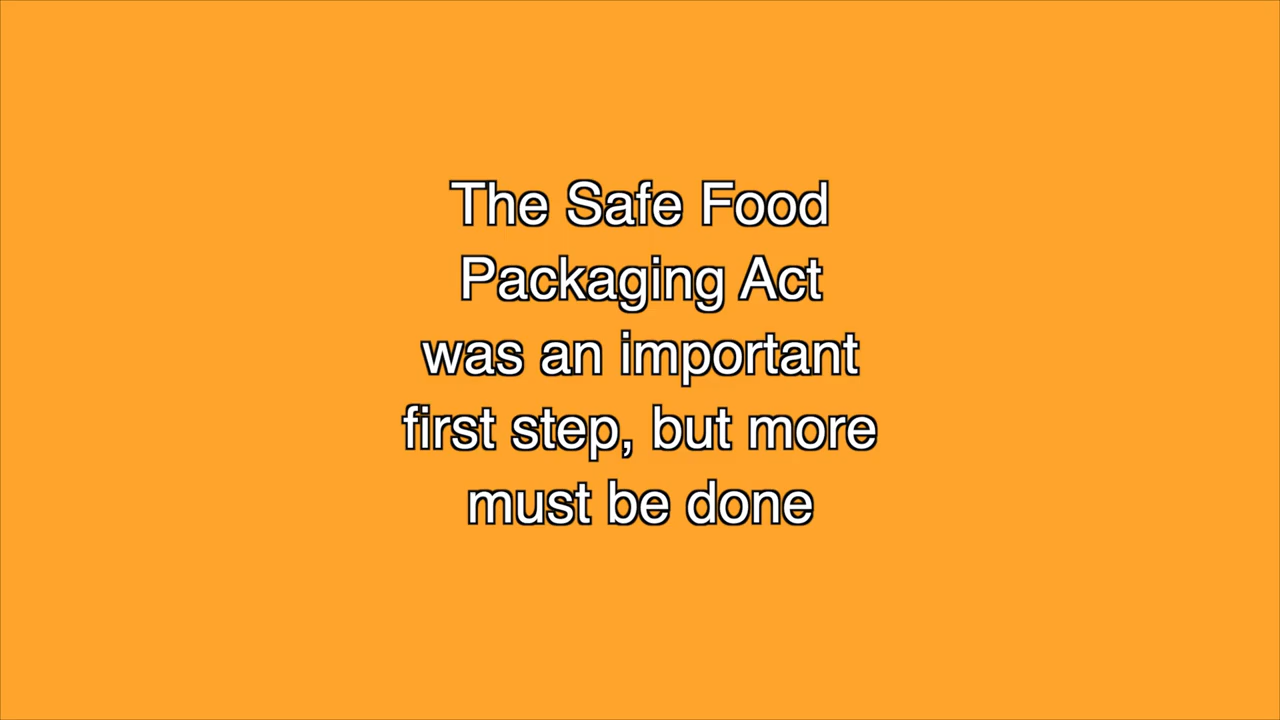 The Safe Food
Packaging Act
was an important
first step, but more
must be done